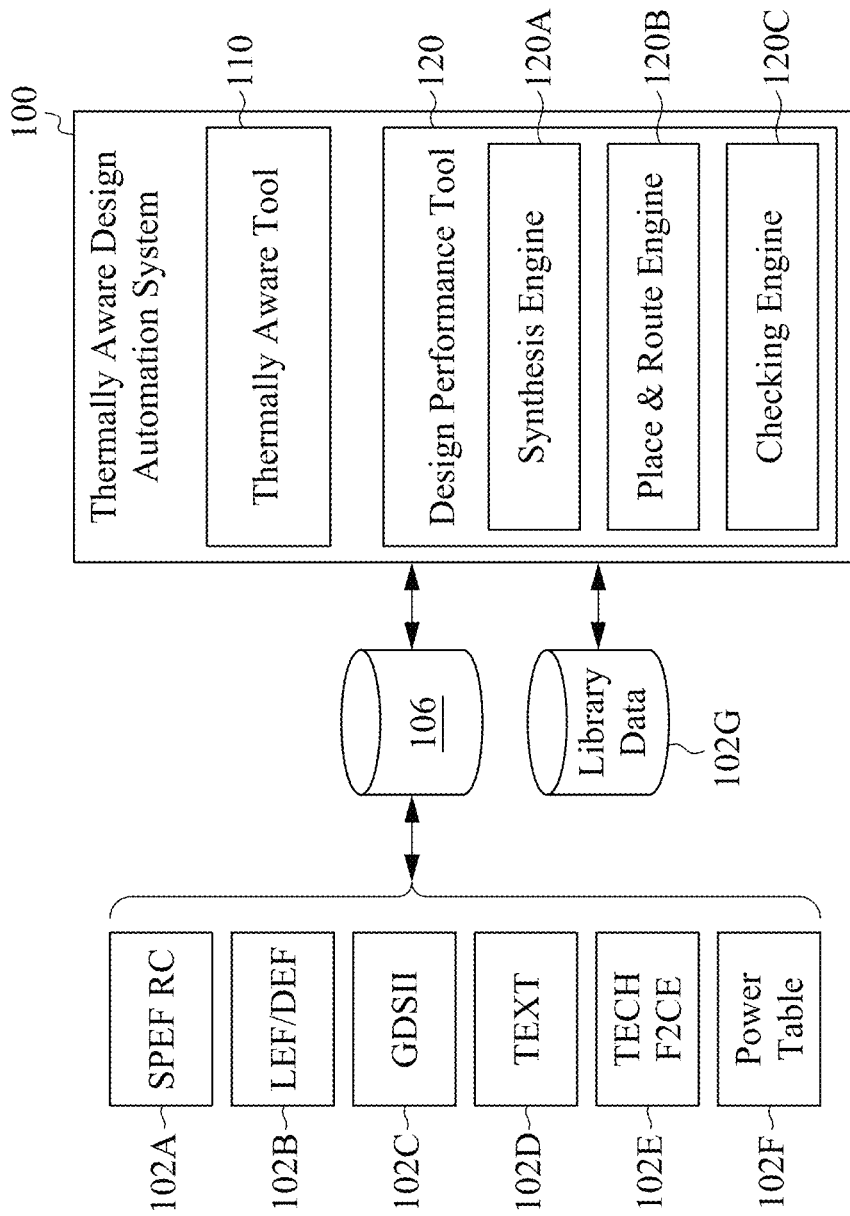 100
Thermally Aware Design
Automation System
110
Thermally Aware Tool
120
Design Performance Tool
120A
Synthesis Engine
120B
Place & Route Engine
120C
Checking Engine
106
Library
Data
102G
102A
SPEF RC
102B
LEF/DEF
102C
GDSII
102D
TEXT
102E
TECH
F2CE
102F
Power
Table